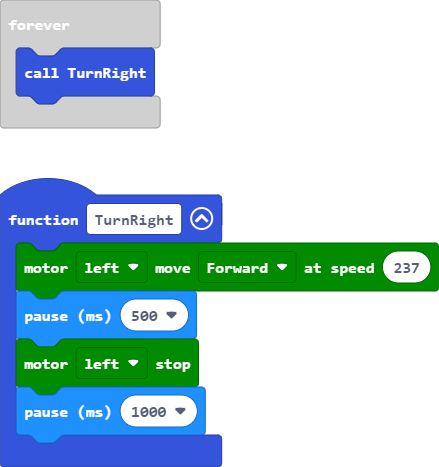 forever
call TurnRight
function TurnRight
motor left move Forward at speed 237
pause (ms) 500
motor left stop
pause (ms) 1000